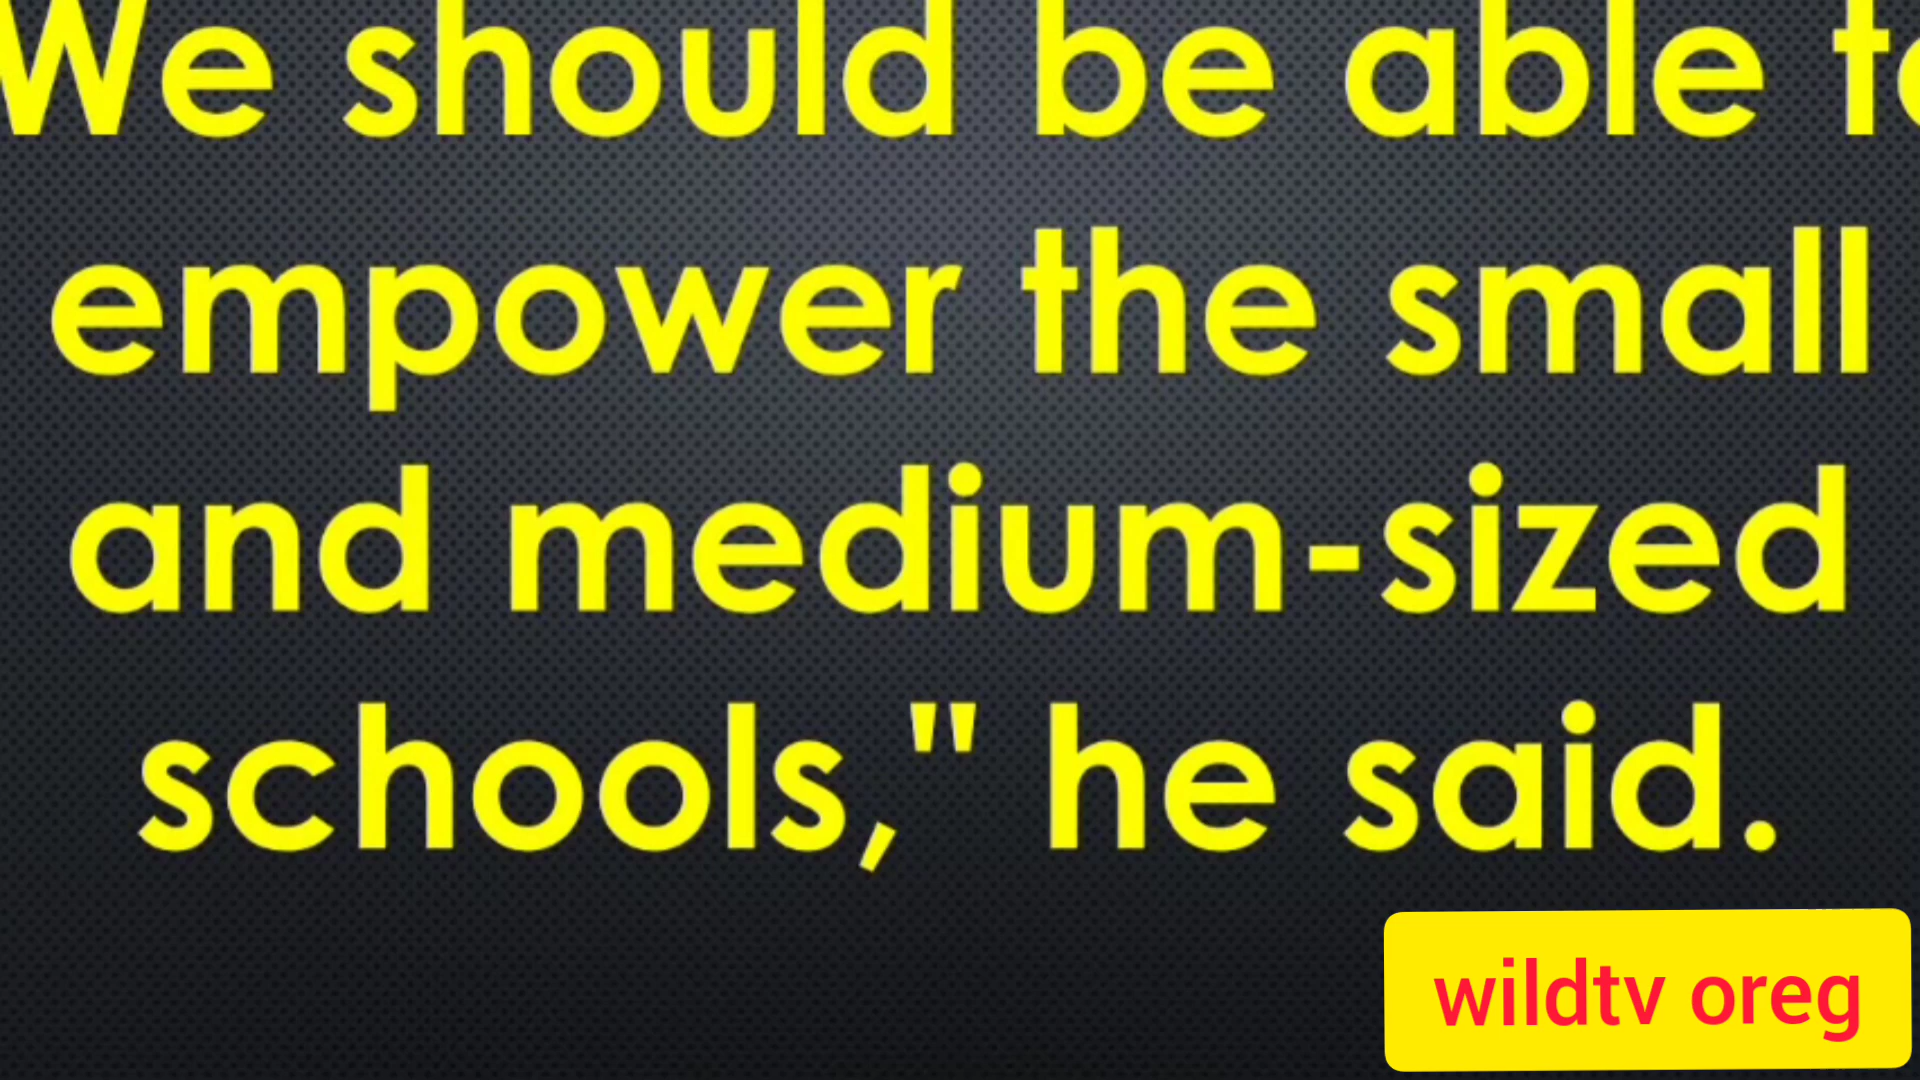 We should be able to
empower the small
and medium-sized
schools," he said.
wildtv oreg